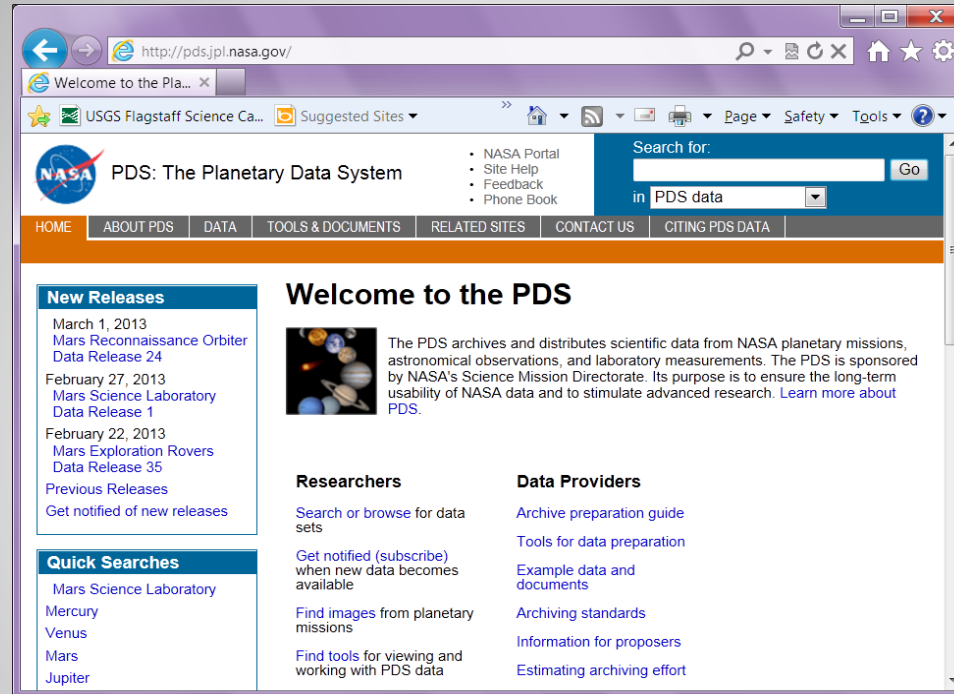 http://pds.jpl.nasa.gov/
Welcome to the Pla...
USGS Flagstaff Science Ca...
Suggested Sites
Page
Safety
Tools
NASA
PDS: The Planetary Data System
• NASA Portal
• Site Help
• Feedback
• Phone Book
Search for:
Go
in PDS data
HOME
ABOUT PDS
DATA
TOOLS & DOCUMENTS
RELATED SITES
CONTACT US
CITING PDS DATA
New Releases
March 1, 2013
Mars Reconnaissance Orbiter
Data Release 24
February 27, 2013
Mars Science Laboratory
Data Release 1
February 22, 2013
Mars Exploration Rovers
Data Release 35
Previous Releases
Get notified of new releases
Quick Searches
Mars Science Laboratory
Mercury
Venus
Mars
Jupiter
Welcome to the PDS
The PDS archives and distributes scientific data from NASA planetary missions,
astronomical observations, and laboratory measurements. The PDS is sponsored
by NASA's Science Mission Directorate. Its purpose is to ensure the long-term
usability of NASA data and to stimulate advanced research. Learn more about
PDS.
Researchers
Search or browse for data
sets
Get notified (subscribe)
when new data becomes
available
Find images from planetary
missions
Find tools for viewing and
working with PDS data
Data Providers
Archive preparation guide
Tools for data preparation
Example data and
documents
Archiving standards
Information for proposers
Estimating archiving effort